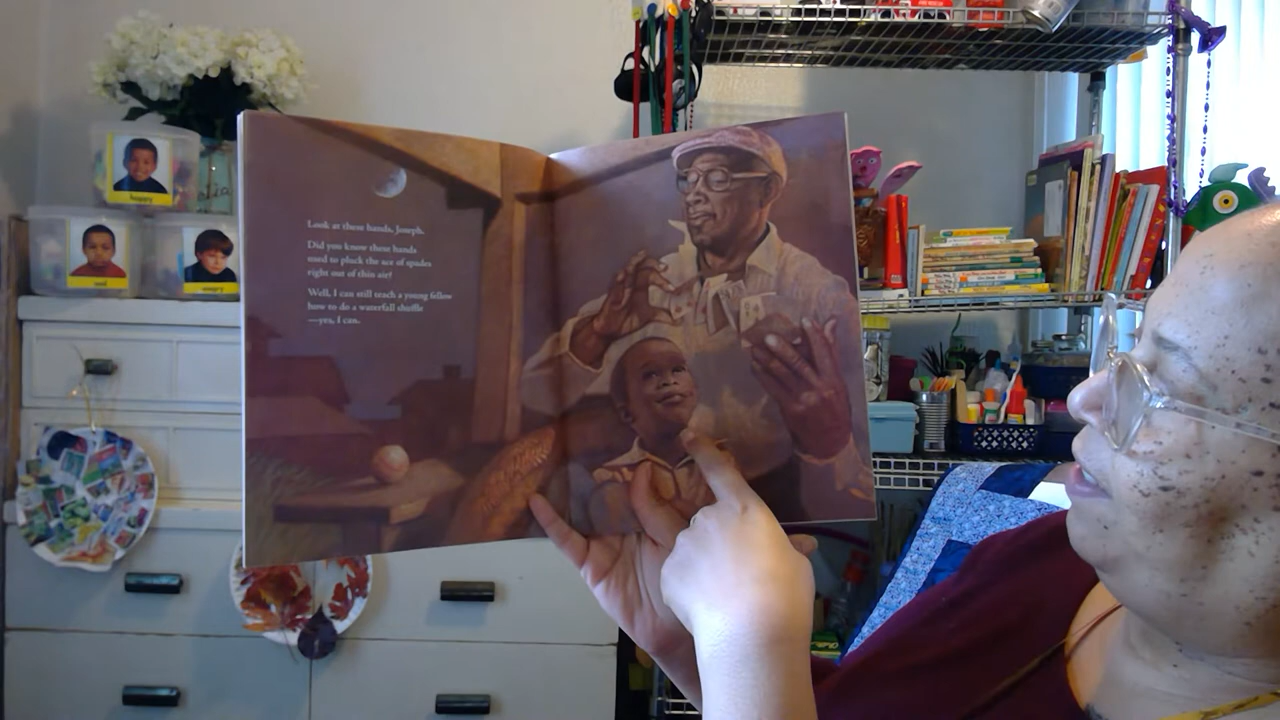 Look at these hands, Joseph.
Did you know these hands
used to pluck the ace of spades
right out of thin air?
Well, I can still teach a young fellow
how to do a waterfall shuffle
—yes, I can.
happy
sad
angry